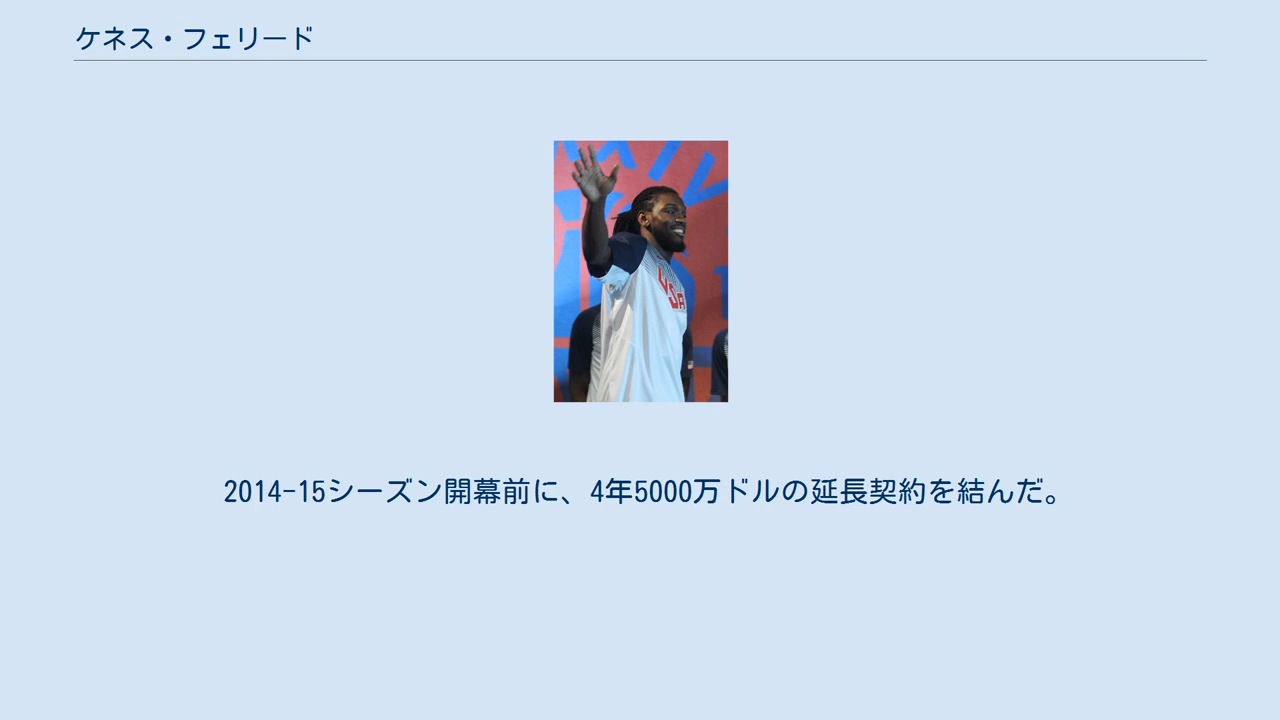 ケネス・フェリード
USA
2014-15シーズン開幕前に、4年5000万ドルの延長契約を結んだ。